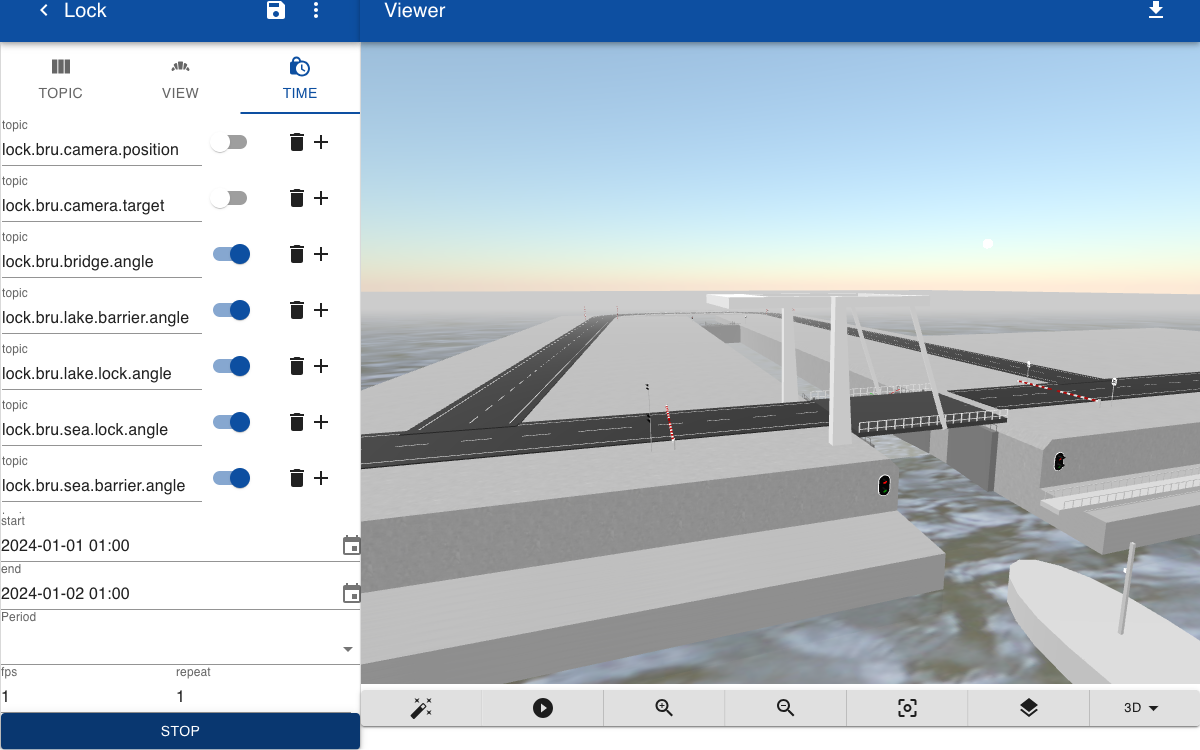 Lock
Viewer
TOPIC
VIEW
TIME
topic
lock.bru.camera.position
topic
lock.bru.camera.target
topic
lock.bru.bridge.angle
topic
lock.bru.lake.barrier.angle
topic
lock.bru.lake.lock.angle
topic
lock.bru.sea.lock.angle
topic
lock.bru.sea.barrier.angle
start
2024-01-01 01:00
end
2024-01-02 01:00
Period
fps
repeat
1
1
STOP
3D